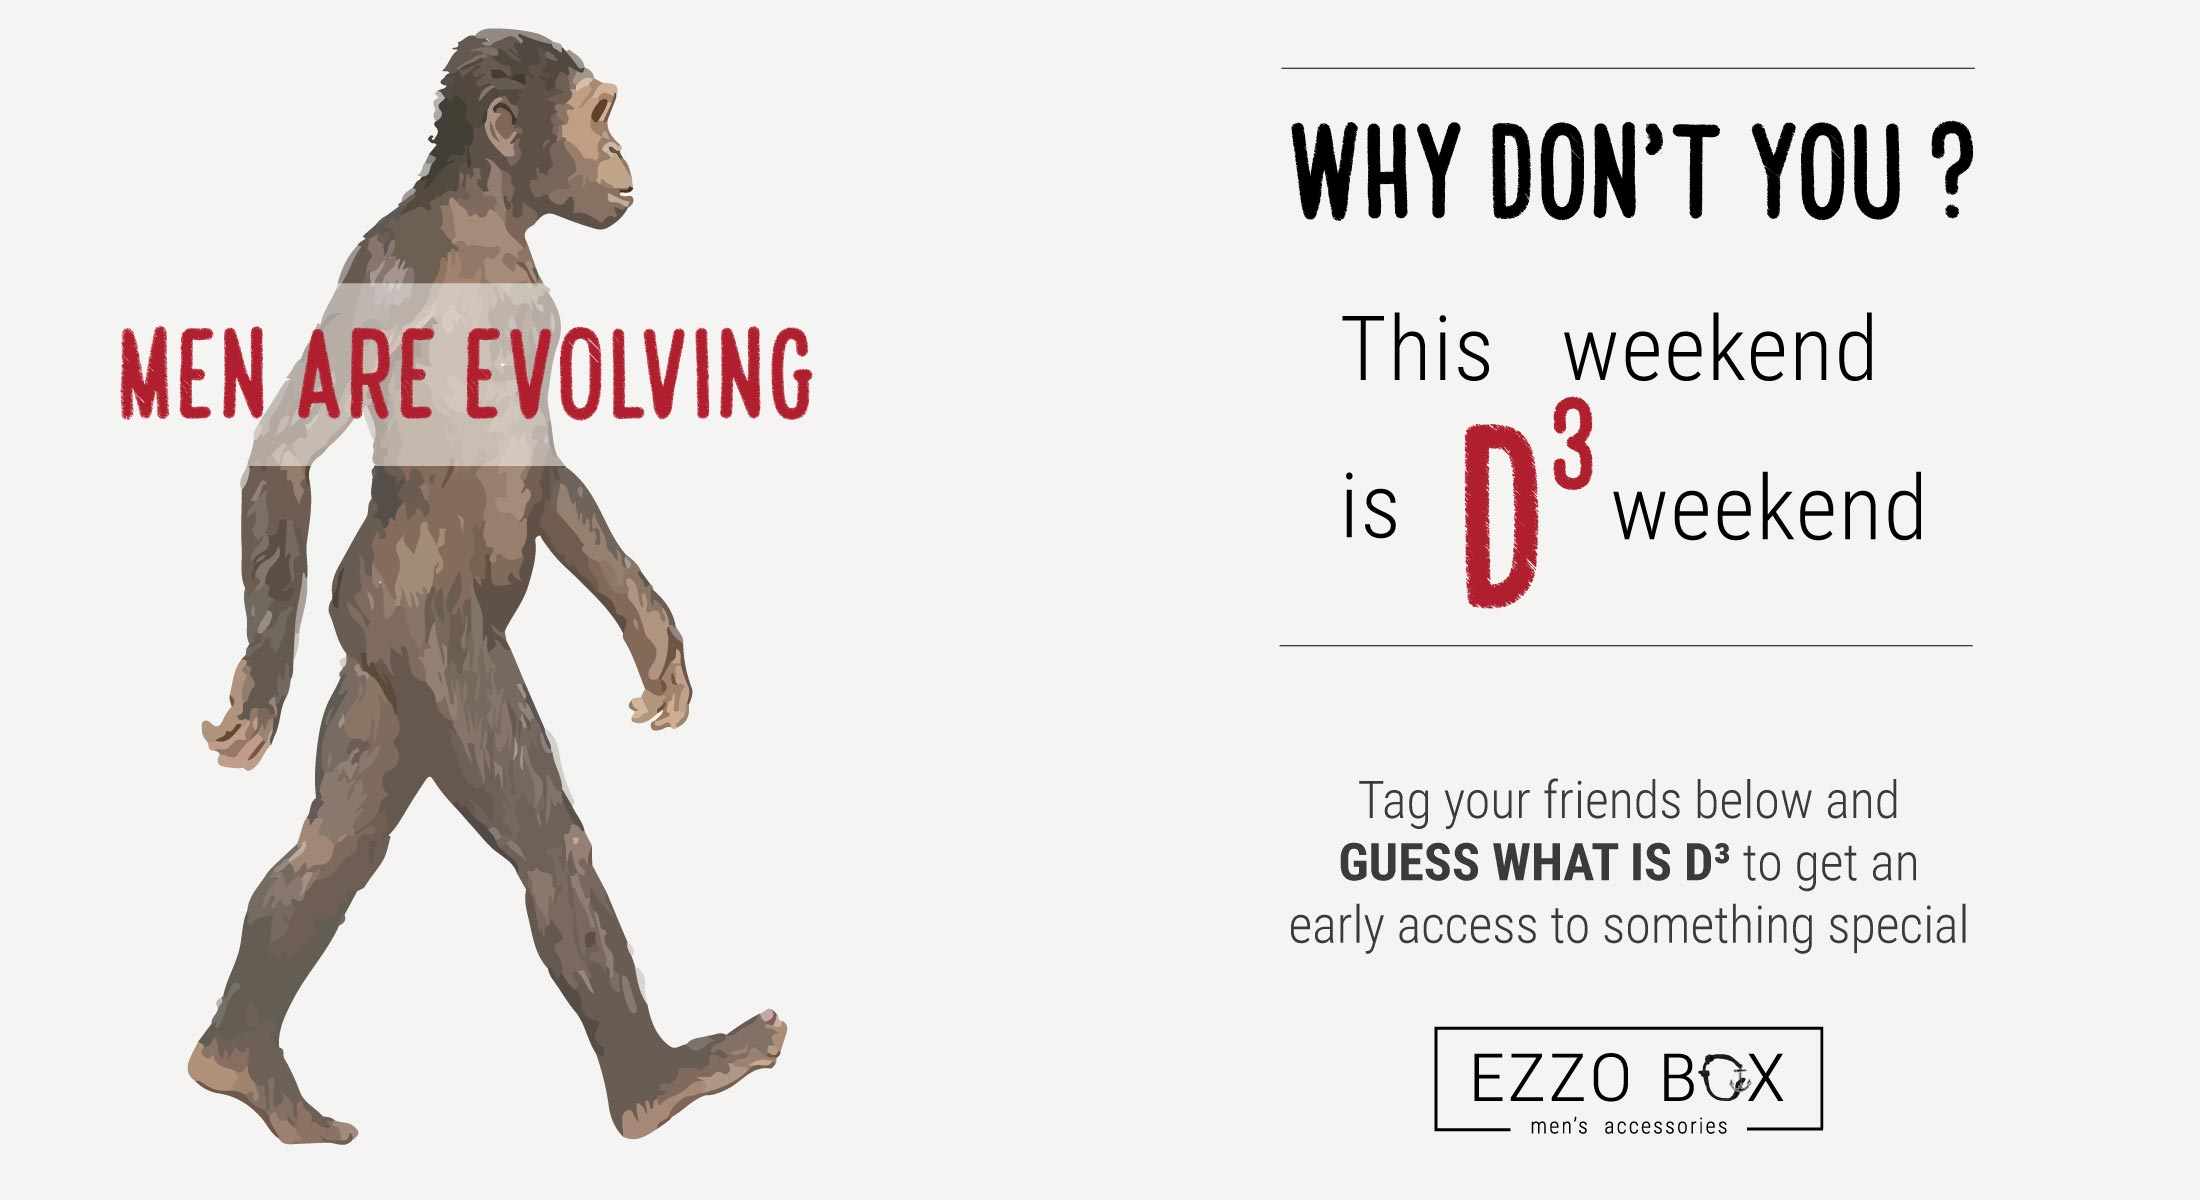 MEN ARE EVOLVING
WHY DON'T YOU ?
This weekend
is D³ weekend
Tag your friends below and
GUESS WHAT IS D³ to get an
early access to something special
EZZO BOX
men's accessories